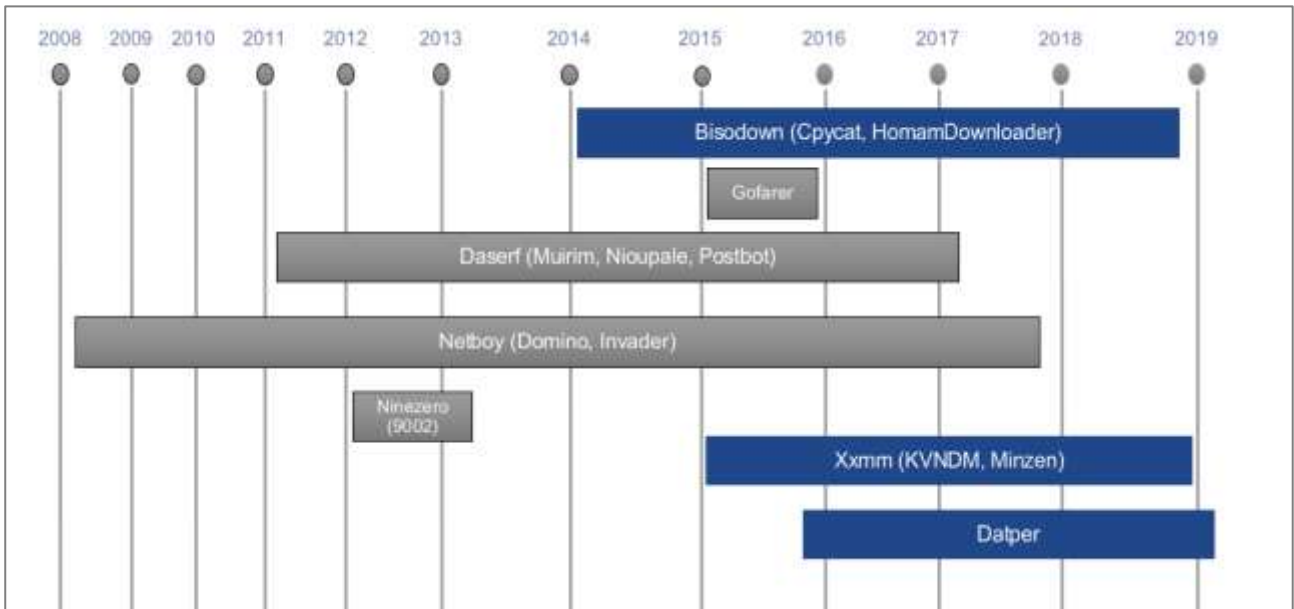 2008 2009 2010 2011 2012 2013 2014 2015 2016 2017 2018 2019
Bisodown (Cpycat, HomamDownloader)
Gofarer
Daserf (Muirim, Nioupale, Postbot)
Netboy (Domino, Invader)
Ninezero
(9002)
Xxmm (KVNDM, Minzen)
Datper